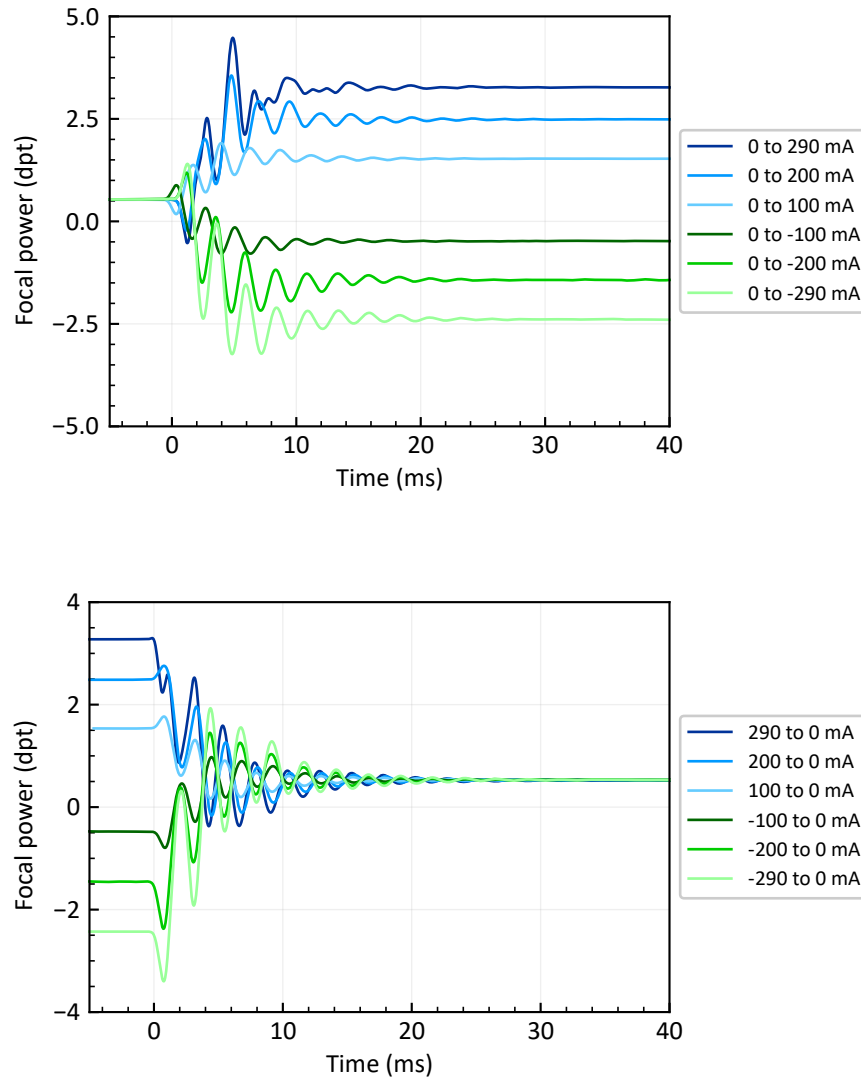 5.0
2.5
0.0
−2.5
−5.0
Focal power (dpt)
0 10 20 30 40
Time (ms)
0 to 290 mA
0 to 200 mA
0 to 100 mA
0 to -100 mA
0 to -200 mA
0 to -290 mA
4
2
0
−2
−4
Focal power (dpt)
0 10 20 30 40
Time (ms)
290 to 0 mA
200 to 0 mA
100 to 0 mA
-100 to 0 mA
-200 to 0 mA
-290 to 0 mA